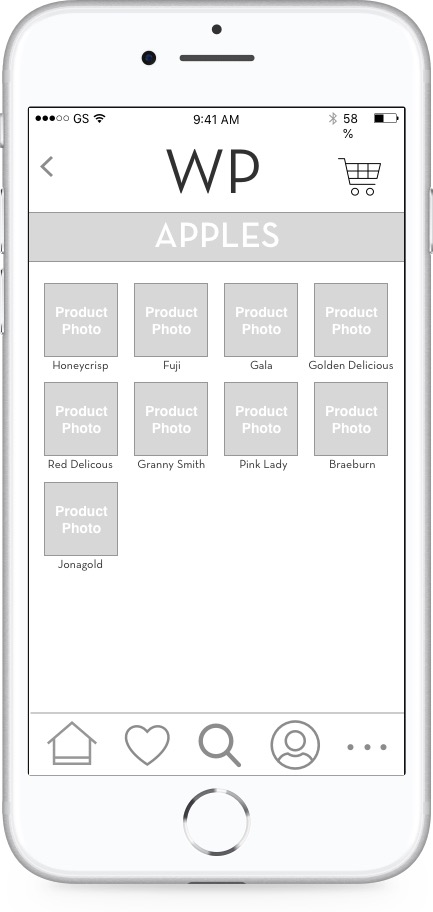 GS 9:41 AM 58
%
WP
APPLES
Product Product Product Product
Photo Photo Photo Photo
Honeycrisp Fuji Gala Golden Delicious
Product Product Product Product
Photo Photo Photo Photo
Red Delicous Granny Smith Pink Lady Braeburn
Product
Photo
Jonagold